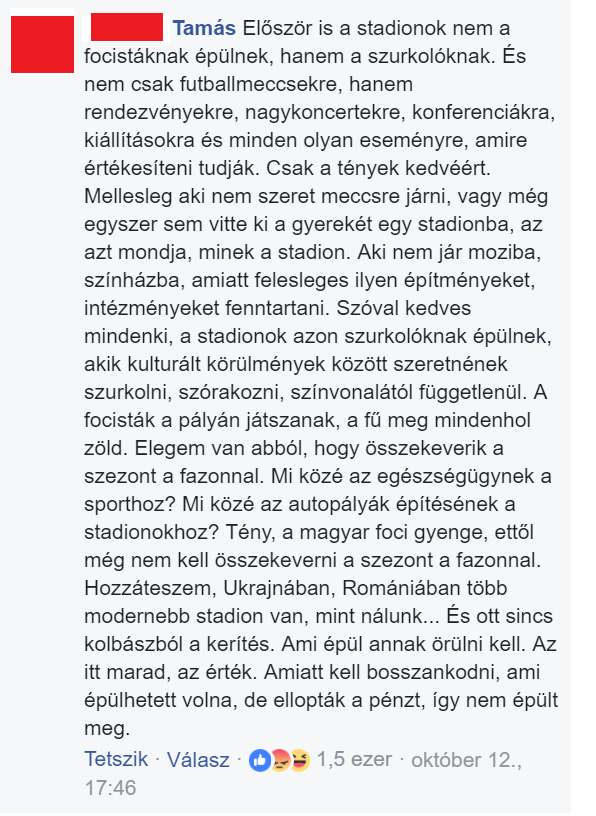 Tamás Először is a stadionok nem a
focistáknak épülnek, hanem a szurkolóknak. És
nem csak futballmeccsekre, hanem
rendezvényekre, nagykoncertekre, konferenciákra,
kiállításokra és minden olyan eseményre, amire
értékesíteni tudják. Csak a tények kedvéért.
Mellesleg aki nem szeret meccsre járni, vagy még
egyszer sem vitte ki a gyerekét egy stadionba, az
azt mondja, minek a stadion. Aki nem jár moziba,
színházba, amiatt felesleges ilyen építményeket,
intézményeket fenntartani. Szóval kedves
mindenki, a stadionok azon szurkolóknak épülnek,
akik kulturált körülmények között szeretnének
szurkolni, szórakozni, színvonalától függetlenül. A
focisták a pályán játszanak, a fű meg mindenhol
zöld. Elegem van abból, hogy összekeverik a
szezont a fazonnal. Mi közé az egészségügynek a
sporthoz? Mi közé az autopályák építésének a
stadionokhoz? Tény, a magyar foci gyenge, ettől
még nem kell összekeverni a szezont a fazonnal.
Hozzáteszem, Ukrajnában, Romániában több
modernebb stadion van, mint nálunk... És ott sincs
kolbászból a kerítés. Ami épül annak örülni kell. Az
itt marad, az érték. Amiatt kell bosszankodni, ami
épülhetett volna, de ellopták a pénzt, így nem épült
meg.
Tetszik · Válasz · 1,5 ezer · október 12.,
17:46